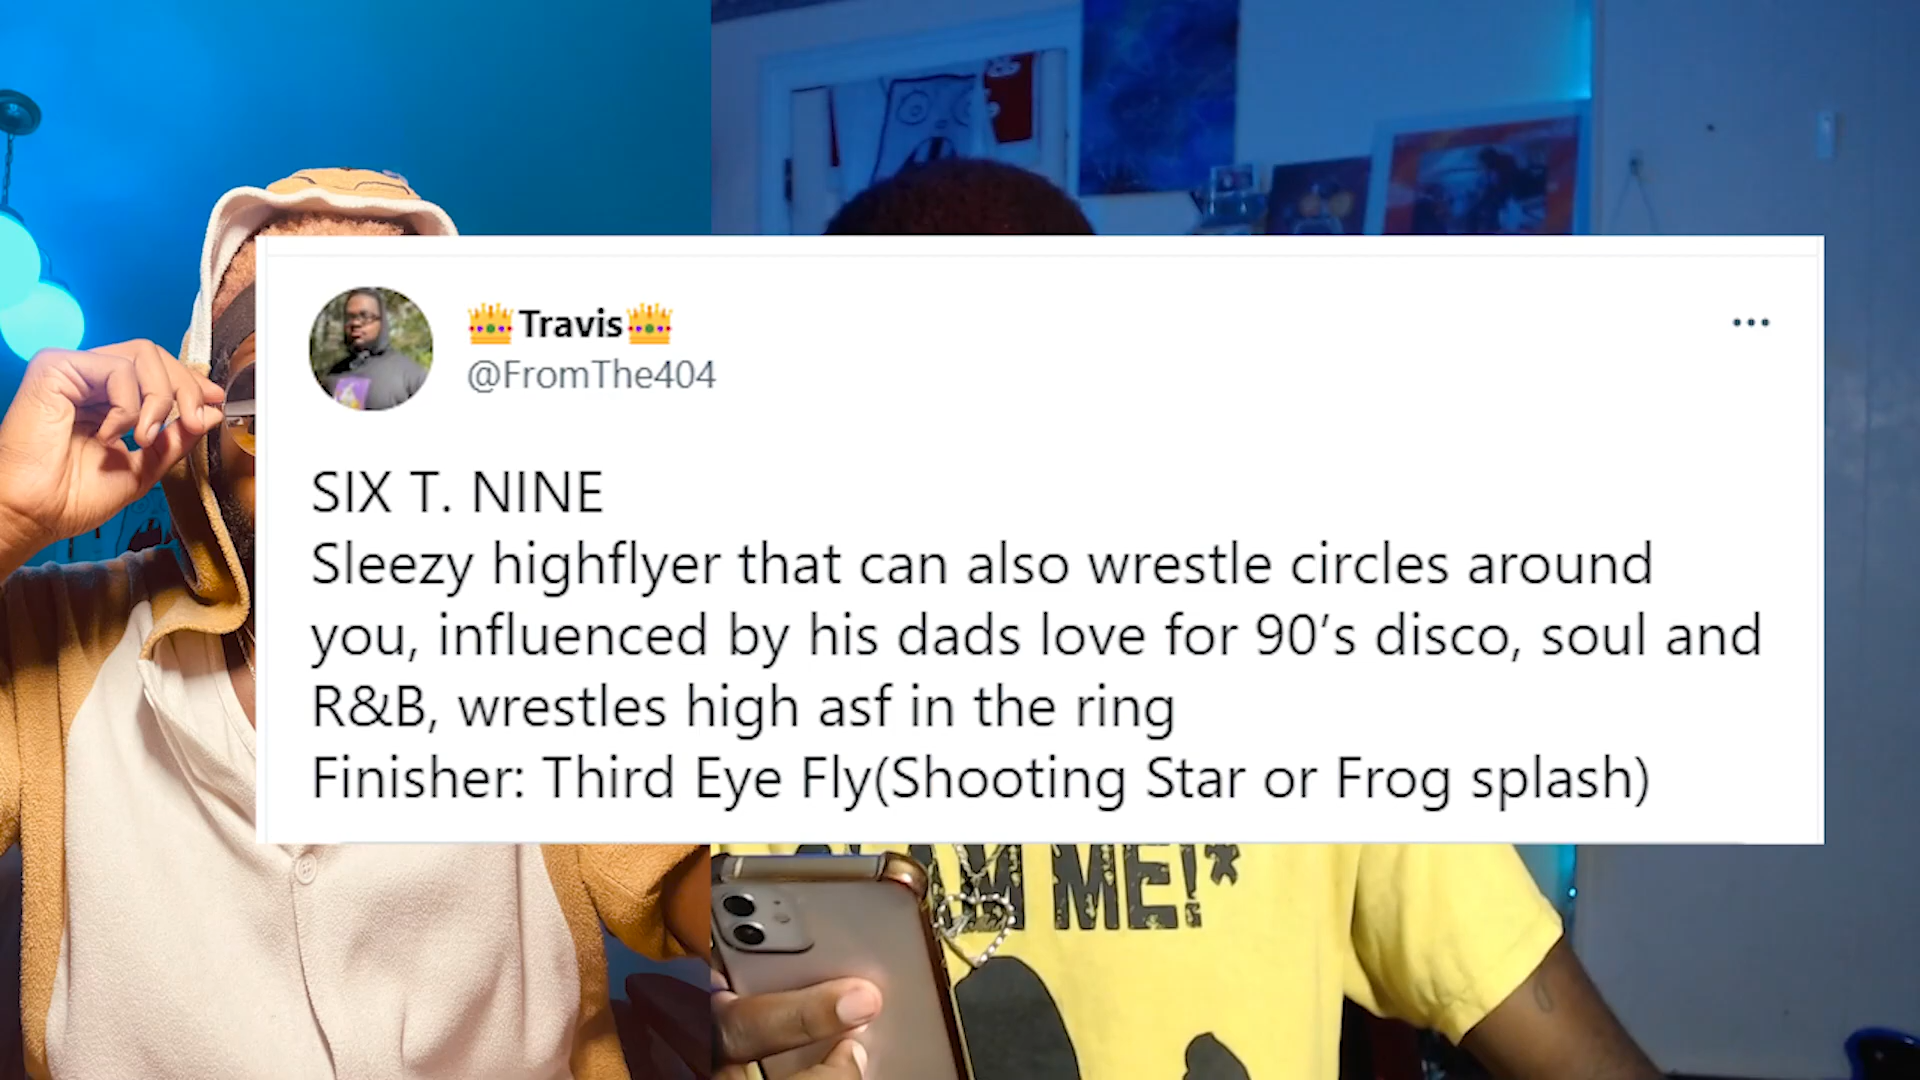 👑Travis👑
@FromThe404
SIX T. NINE
Sleezy highflyer that can also wrestle circles around
you, influenced by his dads love for 90’s disco, soul and
R&B, wrestles high asf in the ring
Finisher: Third Eye Fly(Shooting Star or Frog splash)
ME!*